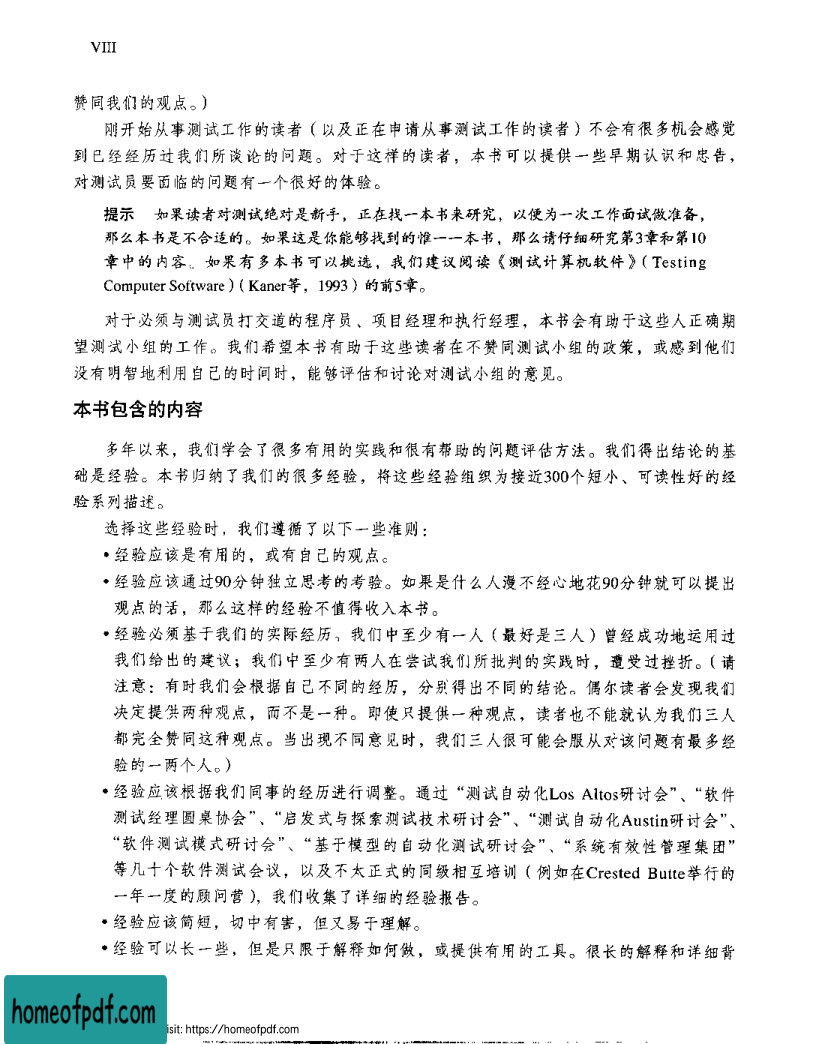 VIII
赞同我们的观点。)
刚开始从事测试工作的读者(以及正在申请从事测试工作的读者)不会有很多机会感觉
到已经经历过我们所谈论的问题。对于这样的读者，本书可以提供一些早期认识和忠告，
对测试员要面临的问题有一个很好的体验。
提示 如果读者对测试绝对是新手，正在找一本书来研究，以便为一次工作面试做准备，
那么本书是不合适的。如果这是你能够找到的惟一一本书，那么请仔细研究第3章和第10
章中的内容。如果有多本书可以挑选，我们建议阅读《测试计算机软件》(Testing
Computer Software)(Kaner等，1993)的前5章。
对于必须与测试员打交道的程序员、项目经理和执行经理，本书会有助于这些人正确期
望测试小组的工作。我们希望本书有助于这些读者在不赞同测试小组的政策，或感到他们
没有明智地利用自己的时间时，能够评估和讨论对测试小组的意见。
本书包含的内容
多年以来，我们学会了很多有用的实践和很有帮助的问题评估方法。我们得出结论的基
础是经验。本书归纳了我们的很多经验，将这些经验组织为接近300个短小、可读性好的经
验系列描述。
选择这些经验时，我们遵循了以下一些准则：
•经验应该是有用的，或有自己的观点。
•经验应该通过90分钟独立思考的考验。如果是什么人漫不经心地花90分钟就可以提出
观点的话，那么这样的经验不值得收入本书。
•经验必须基于我们的实际经历。我们中至少有一人(最好是三人)曾经成功地运用过
我们给出的建议；我们中至少有两人在尝试我们所批判的实践时，遭受过挫折。(请
注意：有时我们会根据自己不同的经历，分别得出不同的结论。偶尔读者会发现我们
决定提供两种观点，而不是一种。即使只提供一种观点，读者也不能就认为我们三人
都完全赞同这种观点。当出现不同意见时，我们三人很可能会服从对该问题有最多经
验的一两个人。)
•经验应该根据我们同事的经历进行调整。通过“测试自动化Los Altos研讨会”、“软件
测试经理圆桌协会”、“启发式与探索测试技术研讨会”、“测试自动化Austin研讨会”、
“软件测试模式研讨会”、“基于模型的自动化测试研讨会”、“系统有效性管理集团”
等几十个软件测试会议，以及不太正式的同级相互培训(例如在Crested Butte举行的
一年一度的顾问营)，我们收集了详细的经验报告。
•经验应该简短，切中有害，但又易于理解。
•经验可以长一些，但是只限于解释如何做，或提供有用的工具。很长的解释和详细背
homeofpdf.com
isit: https://homeofpdf.com